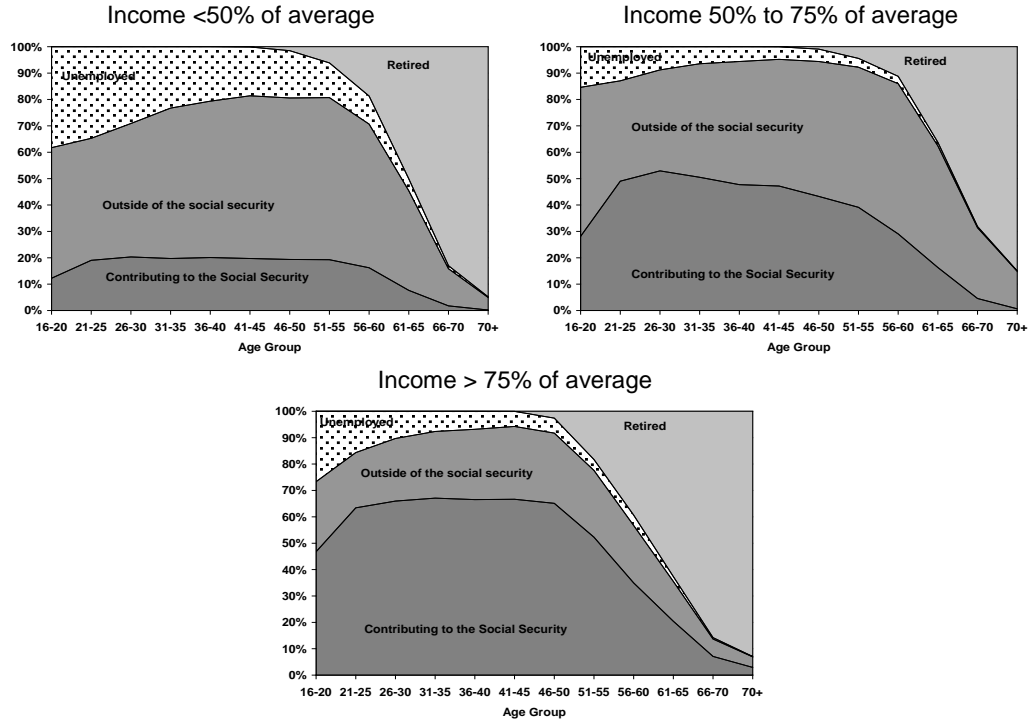 Income <50% of average
100%
90%
80%
70%
60%
50%
40%
30%
20%
10%
0%
Unemployed
Retired
Outside of the social security
Contributing to the Social Security
16-20 21-25 26-30 31-35 36-40 41-45 46-50 51-55 56-60 61-65 66-70 70+
Age Group
Income 50% to 75% of average
100%
90%
80%
70%
60%
50%
40%
30%
20%
10%
0%
Unemployed
Retired
Outside of the social security
Contributing to the Social Security
16-20 21-25 26-30 31-35 36-40 41-45 46-50 51-55 56-60 61-65 66-70 70+
Age Group
Income > 75% of average
100%
90%
80%
70%
60%
50%
40%
30%
20%
10%
0%
Unemployed
Retired
Outside of the social security
Contributing to the Social Security
16-20 21-25 26-30 31-35 36-40 41-45 46-50 51-55 56-60 61-65 66-70 70+
Age Group